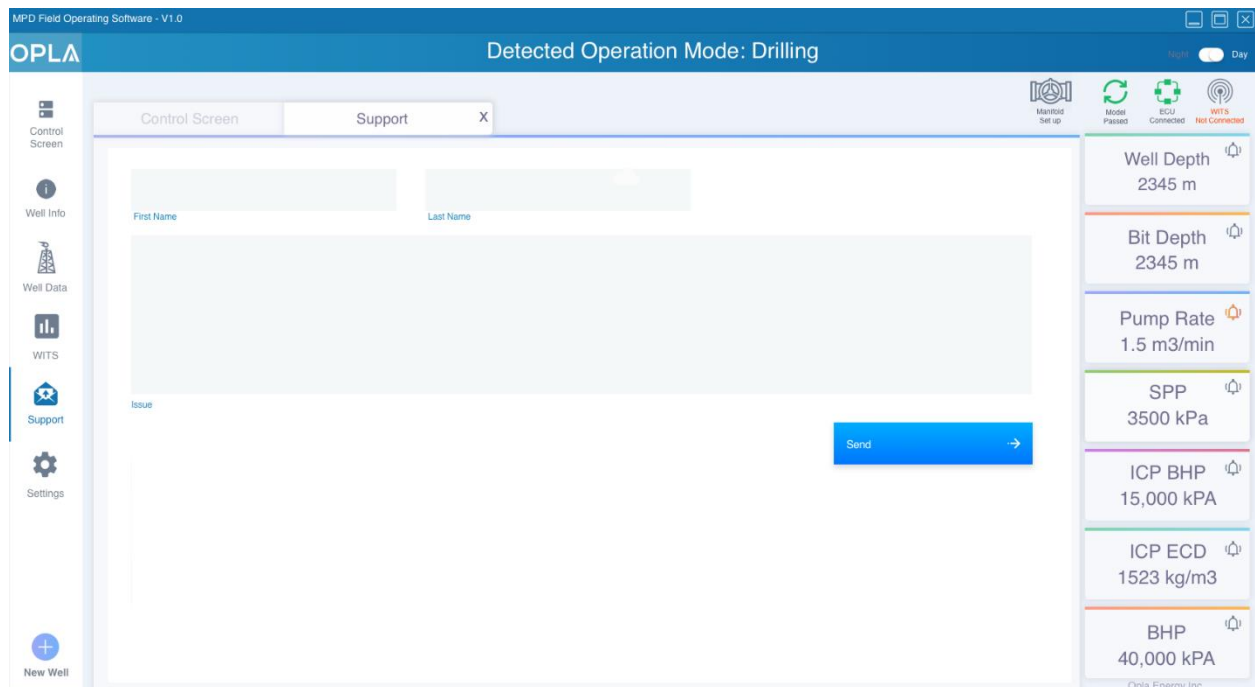 MPD Field Operating Software - V1.0
OPLA
Detected Operation Mode: Drilling
Night
Day
Control
Screen
Well Info
Well Data
WITS
Support
Settings
New Well
Control Screen
Support
X
Manifold
Set up
Model
Passed
ECU
Connected
WITS
Not Connected
First Name
Last Name
Issue
Send
Well Depth
2345 m
Bit Depth
2345 m
Pump Rate
1.5 m3/min
SPP
3500 kPa
ICP BHP
15,000 kPA
ICP ECD
1523 kg/m3
BHP
40,000 kPA
Opla Energy Inc